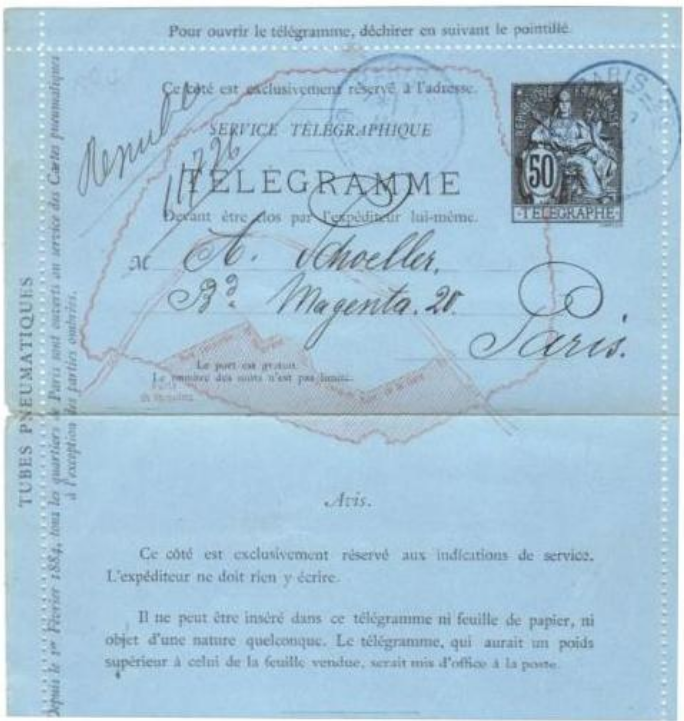 Pour ouvrir le télégramme, déchirer en suivant le pointillé.
Ce côté est exclusivement réservé à l'adresse.
SERVICE TÉLÉGRAPHIQUE
TÉLÉGRAMME
Devant être clos par l'expéditeur lui-même.
REPUBLIQUE FRANÇAISE
50
TELEGRAPHE
PARIS
11726
M A. Schoeller,
Bd. Magenta. 20.
Paris.
Le port est gratuit.
Le nombre des mots n'est pas limité.
TUBES PNEUMATIQUES
Depuis le 1er Février 1884, tous les quartiers de Paris sont ouverts au service des Cartes pneumatiques
à l'exception des parties ombrées.
Avis.
Ce côté est exclusivement réservé aux indications de service.
L'expéditeur ne doit rien y écrire.
Il ne peut être inséré dans ce télégramme ni feuille de papier, ni
objet d'une nature quelconque. Le télégramme, qui aurait un poids
supérieur à celui de la feuille vendue, serait mis d'office à la poste.